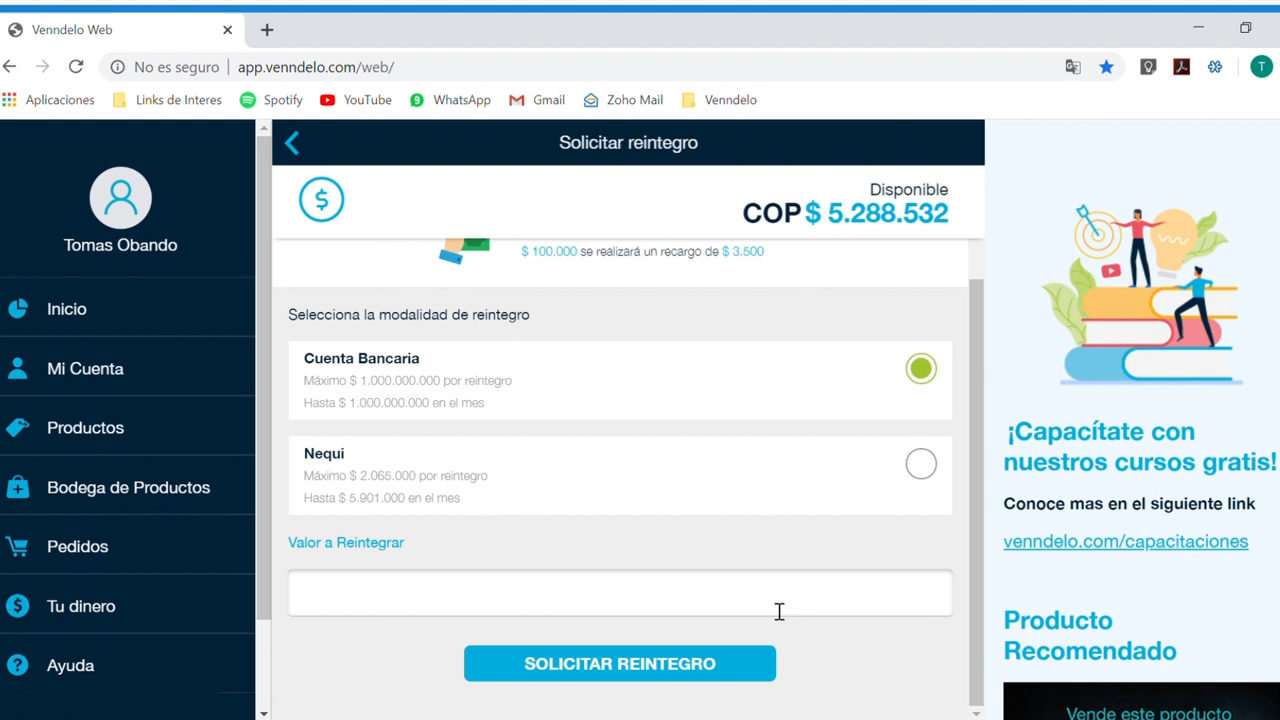 Venndelo Web
No es seguro | app.venndelo.com/web/
T
Aplicaciones
Links de Interes
Spotify
YouTube
9 WhatsApp
Gmail
Zoho Mail
Venndelo
Tomas Obando
Inicio
Mi Cuenta
Productos
Bodega de Productos
Pedidos
$ Tu dinero
? Ayuda
Solicitar reintegro
$
Disponible
COP $ 5.288.532
$ 100.000 se realizará un recargo de $ 3.500
Selecciona la modalidad de reintegro
Cuenta Bancaria
Máximo $ 1.000.000.000 por reintegro
Hasta $ 1.000.000.000 en el mes
Nequi
Máximo $ 2.065.000 por reintegro
Hasta $ 5.901.000 en el mes
Valor a Reintegrar
SOLICITAR REINTEGRO
¡Capacítate con
nuestros cursos gratis!
Conoce mas en el siguiente link
venndelo.com/capacitaciones
Producto
Recomendado
Vende este producto